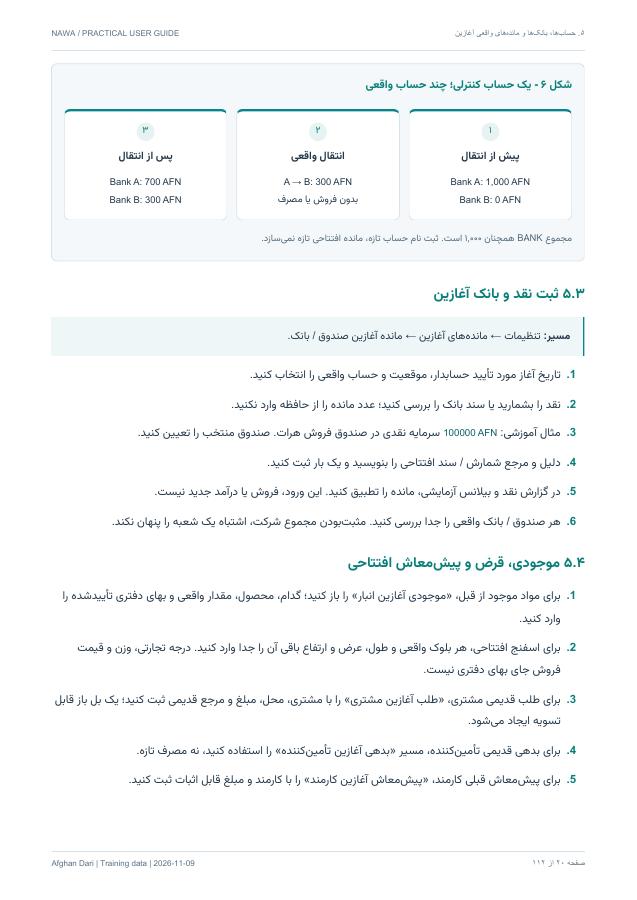 ۵. حساب‌ها، بانک‌ها و مانده‌های واقعی آغازین
NAWA / PRACTICAL USER GUIDE
شکل ۶ - یک حساب کنترلی؛ چند حساب واقعی
۱
پیش از انتقال
Bank A: 1,000 AFN
Bank B: 0 AFN
۲
انتقال واقعی
A → B: 300 AFN
بدون فروش یا مصرف
۳
پس از انتقال
Bank A: 700 AFN
Bank B: 300 AFN
مجموع BANK همچنان ۱,۰۰۰ است. ثبت نام حساب تازه، مانده افتتاحی تازه نمی‌سازد.
۵.۳ ثبت نقد و بانک آغازین
مسیر: تنظیمات ← مانده‌های آغازین ← مانده آغازین صندوق / بانک.
1. تاریخ آغاز مورد تأیید حسابدار، موقعیت و حساب واقعی را انتخاب کنید.
2. نقد را بشمارید یا سند بانک را بررسی کنید؛ عدد مانده را از حافظه وارد نکنید.
3. مثال آموزشی: 100000 AFN سرمایه نقدی در صندوق فروش هرات. صندوق منتخب را تعیین کنید.
4. دلیل و مرجع شمارش / سند افتتاحی را بنویسید و یک بار ثبت کنید.
5. در گزارش نقد و بیلانس آزمایشی، مانده را تطبیق کنید. این ورود، فروش یا درآمد جدید نیست.
6. هر صندوق / بانک واقعی را جدا بررسی کنید. مثبت‌بودن مجموع شرکت، اشتباه یک شعبه را پنهان نکند.
۵.۴ موجودی، قرض و پیش‌معاش افتتاحی
1. برای مواد موجود از قبل، «موجودی آغازین انبار» را باز کنید؛ گدام، محصول، مقدار واقعی و بهای دفتری تأییدشده را
وارد کنید.
2. برای اسفنج افتتاحی، هر بلوک واقعی و طول، عرض و ارتفاع باقی آن را جدا وارد کنید. درجه تجارتی، وزن و قیمت
فروش جای بهای دفتری نیست.
3. برای طلب قدیمی مشتری، «طلب آغازین مشتری» را با مشتری، محل، مبلغ و مرجع قدیمی ثبت کنید؛ یک بل باز قابل
تسویه ایجاد می‌شود.
4. برای بدهی قدیمی تأمین‌کننده، مسیر «بدهی آغازین تأمین‌کننده» را استفاده کنید، نه مصرف تازه.
5. برای پیش‌معاش قبلی کارمند، «پیش‌معاش آغازین کارمند» را با کارمند و مبلغ قابل اثبات ثبت کنید.
صفحه ۲۰ از ۱۱۲
Afghan Dari | Training data | 2026-11-09